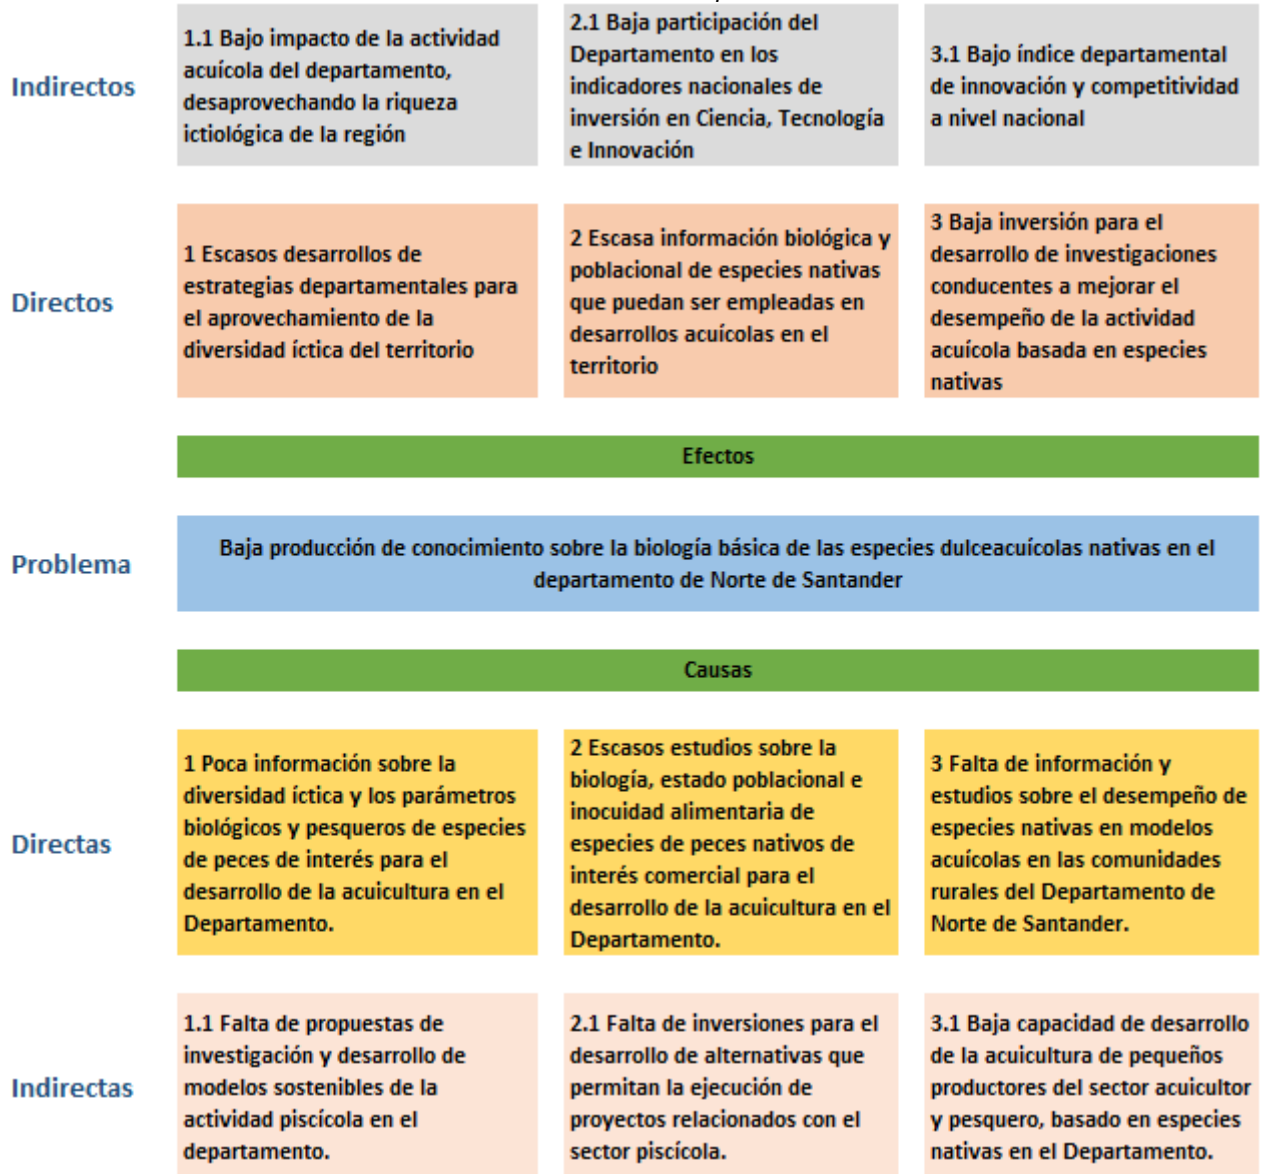 Indirectos
1.1 Bajo impacto de la actividad
acuícola del departamento,
desaprovechando la riqueza
ictiológica de la región
2.1 Baja participación del
Departamento en los
indicadores nacionales de
inversión en Ciencia, Tecnología
e Innovación
3.1 Bajo índice departamental
de innovación y competitividad
a nivel nacional
Directos
1 Escasos desarrollos de
estrategias departamentales para
el aprovechamiento de la
diversidad íctica del territorio
2 Escasa información biológica y
poblacional de especies nativas
que puedan ser empleadas en
desarrollos acuícolas en el
territorio
3 Baja inversión para el
desarrollo de investigaciones
conducentes a mejorar el
desempeño de la actividad
acuícola basada en especies
nativas
Efectos
Problema
Baja producción de conocimiento sobre la biología básica de las especies dulceacuícolas nativas en el
departamento de Norte de Santander
Causas
Directas
1 Poca información sobre la
diversidad íctica y los parámetros
biológicos y pesqueros de especies
de peces de interés para el
desarrollo de la acuicultura en el
Departamento.
2 Escasos estudios sobre la
biología, estado poblacional e
inocuidad alimentaria de
especies de peces nativos de
interés comercial para el
desarrollo de la acuicultura en el
Departamento.
3 Falta de información y
estudios sobre el desempeño de
especies nativas en modelos
acuícolas en las comunidades
rurales del Departamento de
Norte de Santander.
Indirectas
1.1 Falta de propuestas de
investigación y desarrollo de
modelos sostenibles de la
actividad piscícola en el
departamento.
2.1 Falta de inversiones para el
desarrollo de alternativas que
permitan la ejecución de
proyectos relacionados con el
sector piscícola.
3.1 Baja capacidad de desarrollo
de la acuicultura de pequeños
productores del sector acuicultor
y pesquero, basado en especies
nativas en el Departamento.